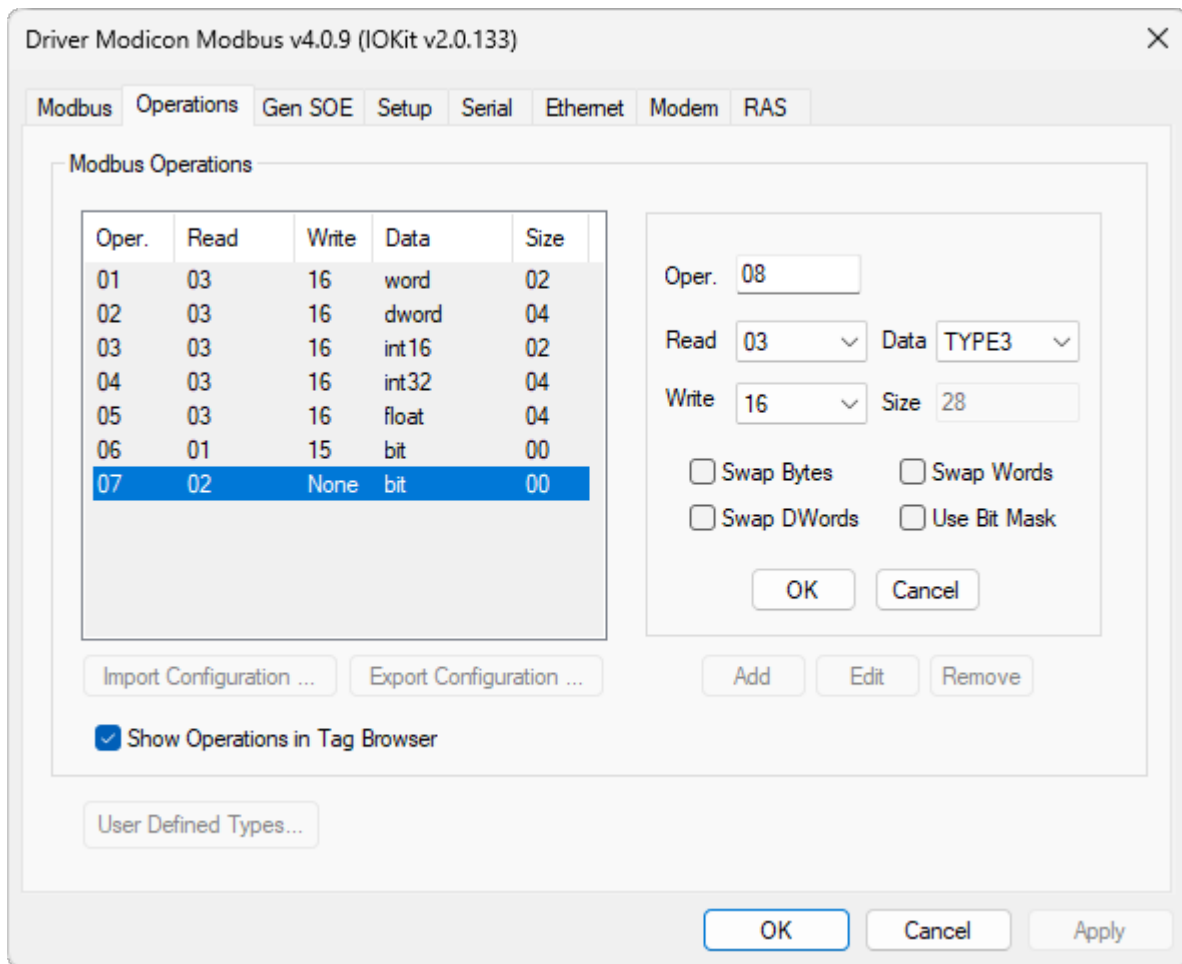 Driver Modicon Modbus v4.0.9 (IOKit v2.0.133)
Modbus Operations Gen SOE Setup Serial Ethernet Modem RAS
Modbus Operations
Oper. Read Write Data Size
01 03 16 word 02
02 03 16 dword 04
03 03 16 int16 02
04 03 16 int32 04
05 03 16 float 04
06 01 15 bit 00
07 02 None bit 00
Oper. 08
Read 03 Data TYPE3
Write 16 Size 28
Swap Bytes Swap Words
Swap DWords Use Bit Mask
OK Cancel
Import Configuration ... Export Configuration ... Add Edit Remove
Show Operations in Tag Browser
User Defined Types...
OK Cancel Apply